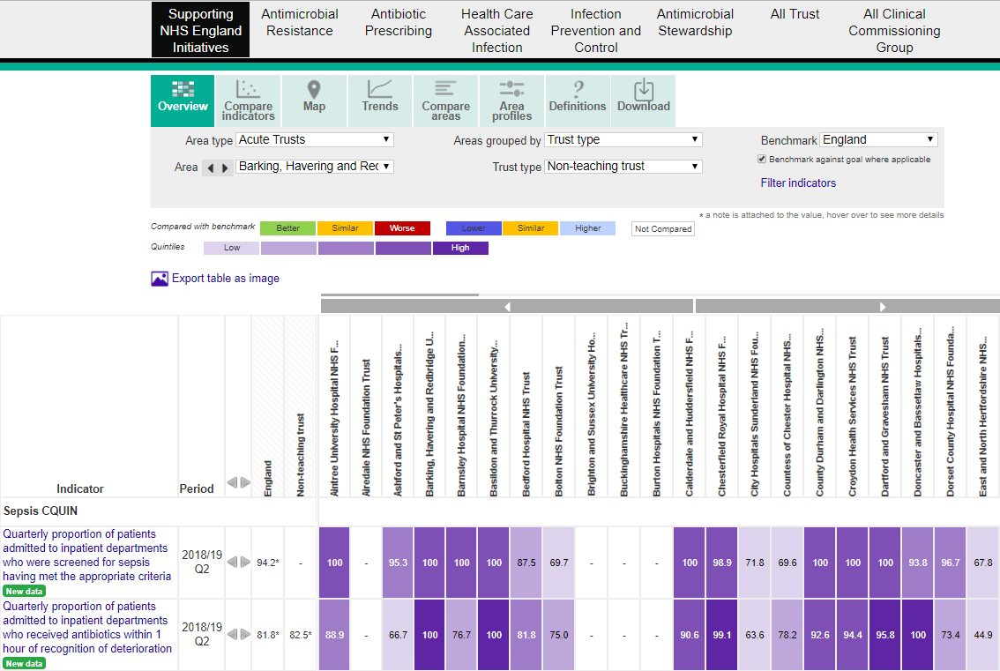 Supporting NHS England Initiatives
Antimicrobial Resistance
Antibiotic Prescribing
Health Care Associated Infection
Infection Prevention and Control
Antimicrobial Stewardship
All Trust
All Clinical Commissioning Group
Overview
Compare indicators
Map
Trends
Compare areas
Area profiles
Definitions
Download
Area type Acute Trusts
Areas grouped by Trust type
Benchmark England
Benchmark against goal where applicable
Area Barking, Havering and Rec
Trust type Non-teaching trust
Filter indicators
* a note is attached to the value, hover over to see more details
Compared with benchmark Better Similar Worse Lower Similar Higher Not Compared
Quintiles Low High
Export table as image
Indicator Period
England
Non-teaching trust
Aintree University Hospital NHS F...
Airedale NHS Foundation Trust
Ashford and St Peter's Hospitals...
Barking, Havering and Redbridge U...
Barnsley Hospital NHS Foundation...
Basildon and Thurrock University...
Bedford Hospital NHS Trust
Bolton NHS Foundation Trust
Brighton and Sussex University Ho...
Buckinghamshire Healthcare NHS Tr...
Burton Hospitals NHS Foundation T...
Calderdale and Huddersfield NHS F...
Chesterfield Royal Hospital NHS F...
City Hospitals Sunderland NHS Fou...
Countess of Chester Hospital NHS...
County Durham and Darlington NHS...
Croydon Health Services NHS Trust
Dartford and Gravesham NHS Trust
Doncaster and Bassetlaw Hospitals...
Dorset County Hospital NHS Founda...
East and North Hertfordshire NHS...
Sepsis CQUIN
Quarterly proportion of patients
admitted to inpatient departments
who were screened for sepsis
having met the appropriate criteria
New data
2018/19
Q2
94.2* - 100 - 95.3 100 100 100 87.5 69.7 - - - 100 98.9 71.8 69.6 100 100 100 93.8 96.7 67.8
Quarterly proportion of patients
admitted to inpatient departments
who received antibiotics within 1
hour of recognition of deterioration
New data
2018/19
Q2
81.8* 82.5* 88.9 - 66.7 100 76.7 100 81.8 75.0 - - - 90.6 99.1 63.6 78.2 92.6 94.4 95.8 100 73.4 44.9